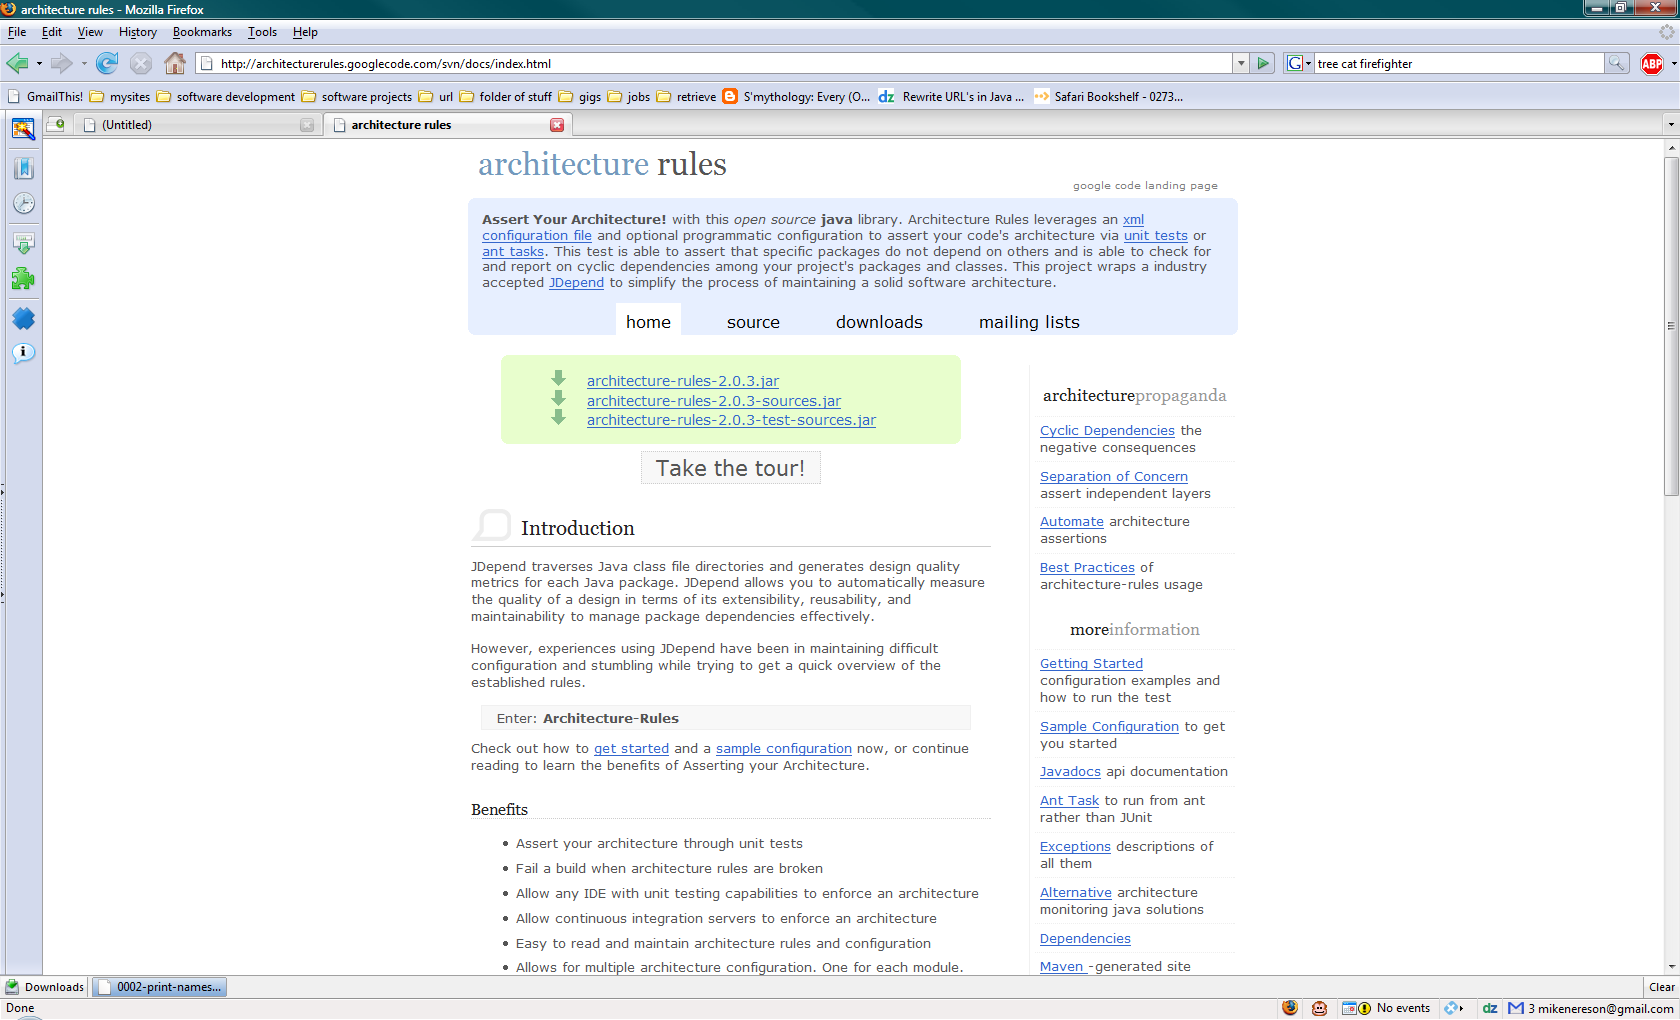 architecture rules - Mozilla Firefox
File Edit View History Bookmarks Tools Help
http://architecturerules.googlecode.com/svn/docs/index.html
G
tree cat firefighter
ABP
GmailThis! mysites software development software projects url folder of stuff gigs jobs retrieve S'mythology: Every (O... dz Rewrite URL's in Java ... Safari Bookshelf - 0273...
(Untitled)
architecture rules
architecture rules
google code landing page
Assert Your Architecture! with this open source java library. Architecture Rules leverages an xml
configuration file and optional programmatic configuration to assert your code's architecture via unit tests or
ant tasks. This test is able to assert that specific packages do not depend on others and is able to check for
and report on cyclic dependencies among your project's packages and classes. This project wraps a industry
accepted JDepend to simplify the process of maintaining a solid software architecture.
home source downloads mailing lists
architecture-rules-2.0.3.jar
architecture-rules-2.0.3-sources.jar
architecture-rules-2.0.3-test-sources.jar
Take the tour!
Introduction
JDepend traverses Java class file directories and generates design quality
metrics for each Java package. JDepend allows you to automatically measure
the quality of a design in terms of its extensibility, reusability, and
maintainability to manage package dependencies effectively.
However, experiences using JDepend have been in maintaining difficult
configuration and stumbling while trying to get a quick overview of the
established rules.
Enter: Architecture-Rules
Check out how to get started and a sample configuration now, or continue
reading to learn the benefits of Asserting your Architecture.
Benefits
• Assert your architecture through unit tests
• Fail a build when architecture rules are broken
• Allow any IDE with unit testing capabilities to enforce an architecture
• Allow continuous integration servers to enforce an architecture
• Easy to read and maintain architecture rules and configuration
• Allows for multiple architecture configuration. One for each module.
architecturepropaganda
Cyclic Dependencies the
negative consequences
Separation of Concern
assert independent layers
Automate architecture
assertions
Best Practices of
architecture-rules usage
moreinformation
Getting Started
configuration examples and
how to run the test
Sample Configuration to get
you started
Javadocs api documentation
Ant Task to run from ant
rather than JUnit
Exceptions descriptions of
all them
Alternative architecture
monitoring java solutions
Dependencies
Maven -generated site
Downloads
0002-print-names...
Clear
Done
No events
dz
3 mikenereson@gmail.com